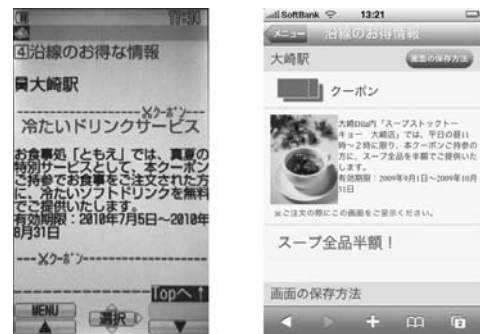 17:34
4沿線のお得な情報
大崎駅
---✂クーポン---
冷たいドリンクサービス
お食事処「ともえ」では、真夏の
特別サービスとして、本クーポン
ご持参でお食事をご注文された方
に、冷たいソフトドリンクを無料
でご提供いたします。
有効期限：2010年7月5日～2010年
8月31日
---✂クーポン---
Topへ↑
MENU
選択
SoftBank 13:21
メニュー 沿線のお得情報
大崎駅 画面の保存方法
クーポン
大崎Dila内「スープストックトー
キョー 大崎店」では、平日の昼11
時～2時に限り、本クーポンご持参の
方に、スープ全品を半額でご提供いた
します。
有効期限：2009年9月1日～2009年10月
31日
※ご注文の際にこの画面をご呈示ください。
スープ全品半額！
画面の保存方法